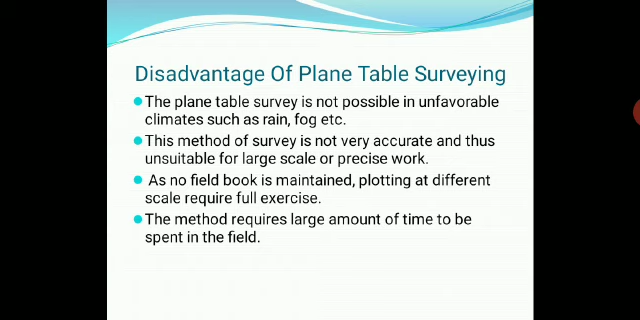 Disadvantage Of Plane Table Surveying
The plane table survey is not possible in unfavorable
climates such as rain, fog etc.
This method of survey is not very accurate and thus
unsuitable for large scale or precise work.
As no field book is maintained, plotting at different
scale require full exercise.
The method requires large amount of time to be
spent in the field.